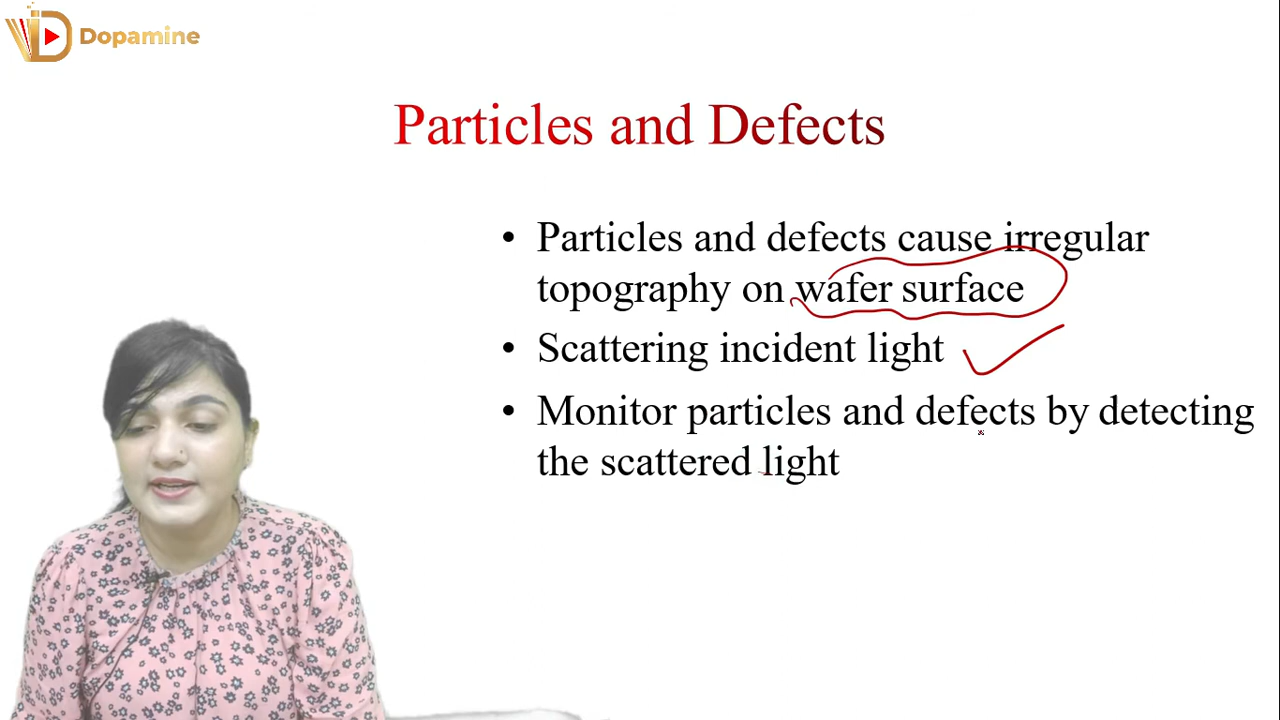 Dopamine
Particles and Defects
• Particles and defects cause irregular
topography on wafer surface
• Scattering incident light
• Monitor particles and defects by detecting
the scattered light